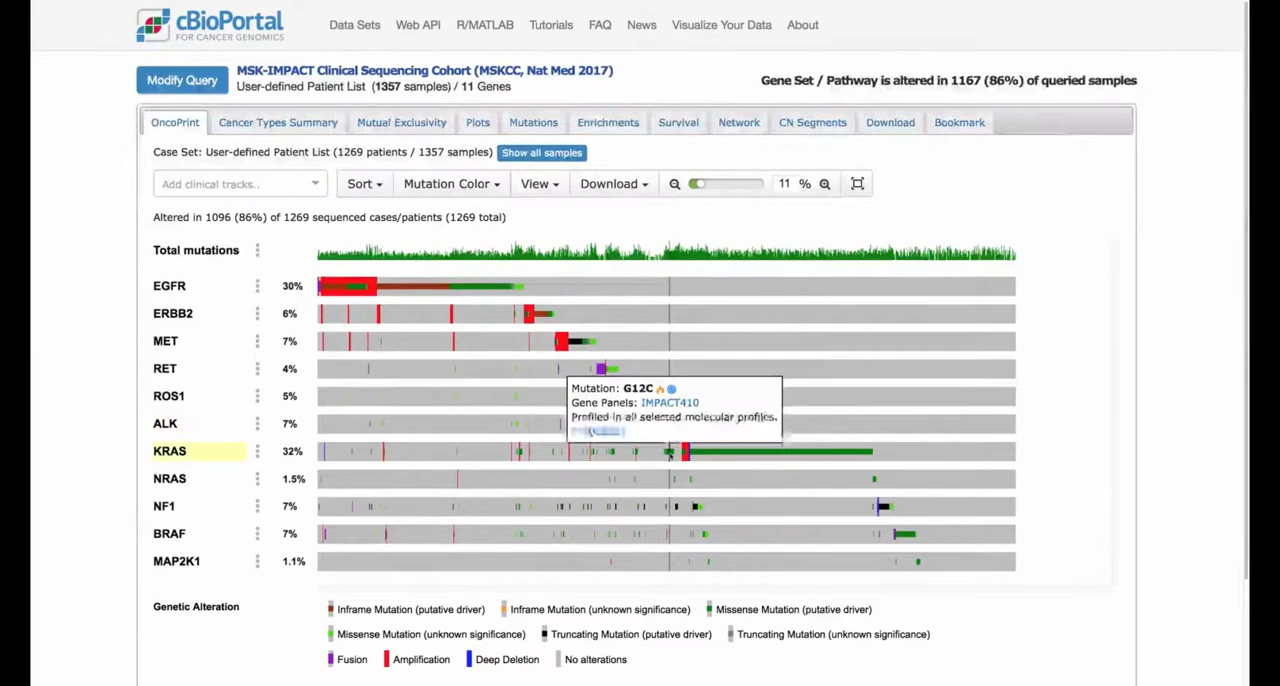 cBioPortal
FOR CANCER GENOMICS
Data Sets Web API R/MATLAB Tutorials FAQ News Visualize Your Data About
Modify Query
MSK-IMPACT Clinical Sequencing Cohort (MSKCC, Nat Med 2017)
User-defined Patient List (1357 samples) / 11 Genes
Gene Set / Pathway is altered in 1167 (86%) of queried samples
OncoPrint Cancer Types Summary Mutual Exclusivity Plots Mutations Enrichments Survival Network CN Segments Download Bookmark
Case Set: User-defined Patient List (1269 patients / 1357 samples) Show all samples
Add clinical tracks.. Sort Mutation Color View Download 11 %
Altered in 1096 (86%) of 1269 sequenced cases/patients (1269 total)
Total mutations
EGFR 30%
ERBB2 6%
MET 7%
RET 4%
Mutation: G12C
Gene Panels: IMPACT410
Profiled in all selected molecular profiles.
ROS1 5%
ALK 7%
KRAS 32%
NRAS 1.5%
NF1 7%
BRAF 7%
MAP2K1 1.1%
Genetic Alteration
Inframe Mutation (putative driver) Inframe Mutation (unknown significance) Missense Mutation (putative driver)
Missense Mutation (unknown significance) Truncating Mutation (putative driver) Truncating Mutation (unknown significance)
Fusion Amplification Deep Deletion No alterations